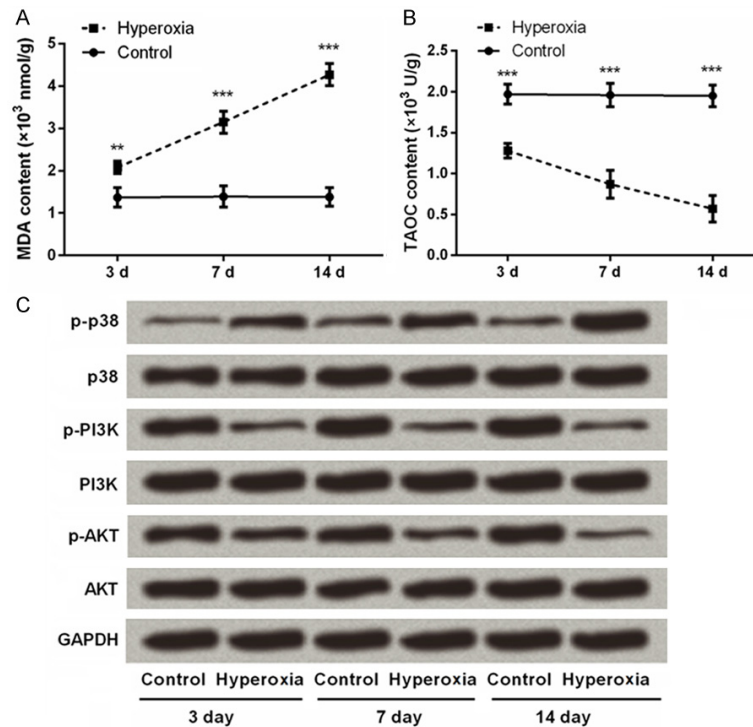 A
Hyperoxia
Control
MDA content (×10³ nmol/g)
5
4
3
2
1
0
**
***
***
3 d
7 d
14 d
B
Hyperoxia
Control
TAOC content (×10³ U/g)
2.5
2.0
1.5
1.0
0.5
0.0
***
***
***
3 d
7 d
14 d
C
p-p38
p38
p-PI3K
PI3K
p-AKT
AKT
GAPDH
Control Hyperoxia Control Hyperoxia Control Hyperoxia
3 day 7 day 14 day